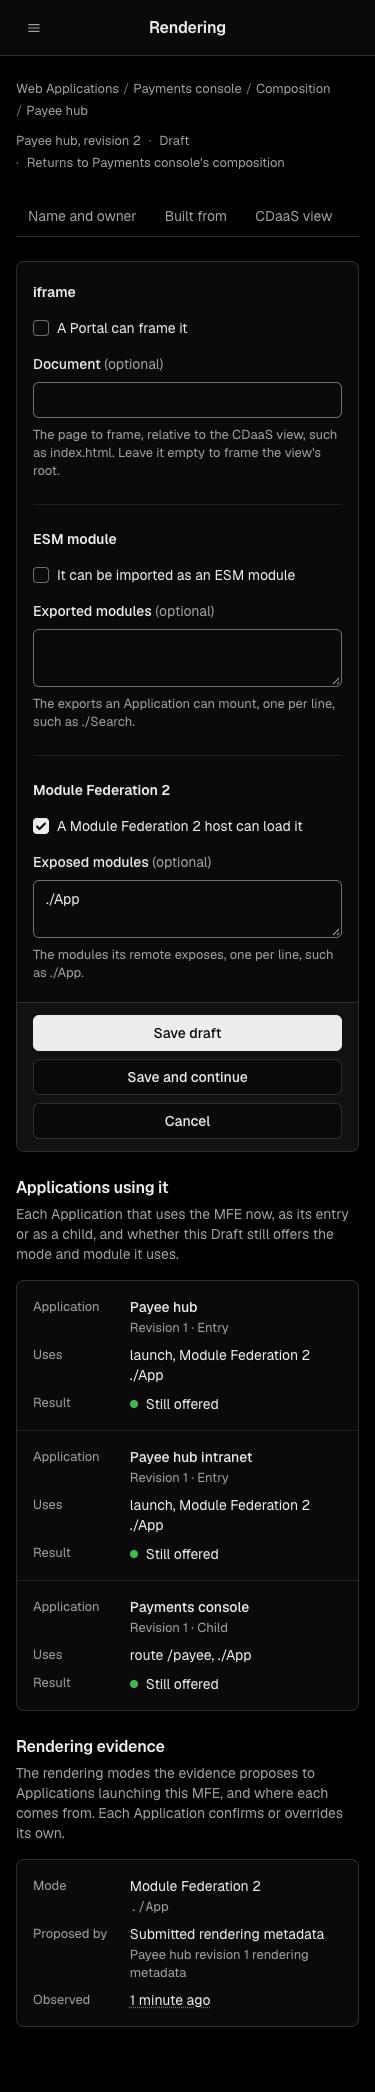 Rendering
Web Applications / Payments console / Composition
/ Payee hub
Payee hub, revision 2 · Draft
· Returns to Payments console's composition
Name and owner Built from CDaaS view
iframe
A Portal can frame it
Document (optional)
The page to frame, relative to the CDaaS view, such
as index.html. Leave it empty to frame the view's
root.
ESM module
It can be imported as an ESM module
Exported modules (optional)
The exports an Application can mount, one per line,
such as ./Search.
Module Federation 2
A Module Federation 2 host can load it
Exposed modules (optional)
./App
The modules its remote exposes, one per line, such
as ./App.
Save draft
Save and continue
Cancel
Applications using it
Each Application that uses the MFE now, as its entry
or as a child, and whether this Draft still offers the
mode and module it uses.
Application Payee hub
Revision 1 · Entry
Uses launch, Module Federation 2
./App
Result Still offered
Application Payee hub intranet
Revision 1 · Entry
Uses launch, Module Federation 2
./App
Result Still offered
Application Payments console
Revision 1 · Child
Uses route /payee, ./App
Result Still offered
Rendering evidence
The rendering modes the evidence proposes to
Applications launching this MFE, and where each
comes from. Each Application confirms or overrides
its own.
Mode Module Federation 2
./App
Proposed by Submitted rendering metadata
Payee hub revision 1 rendering
metadata
Observed 1 minute ago